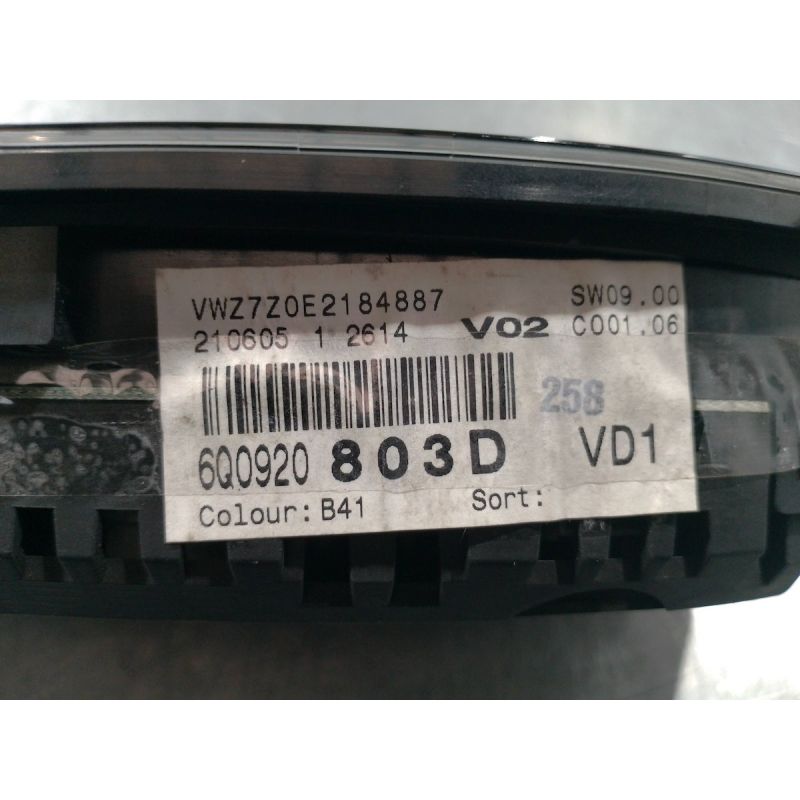 VWZ7Z0E2184887 SW09.00
210605 1 2614 V02 C001.06
258
6Q0920 803D VD1
Colour: B41 Sort: